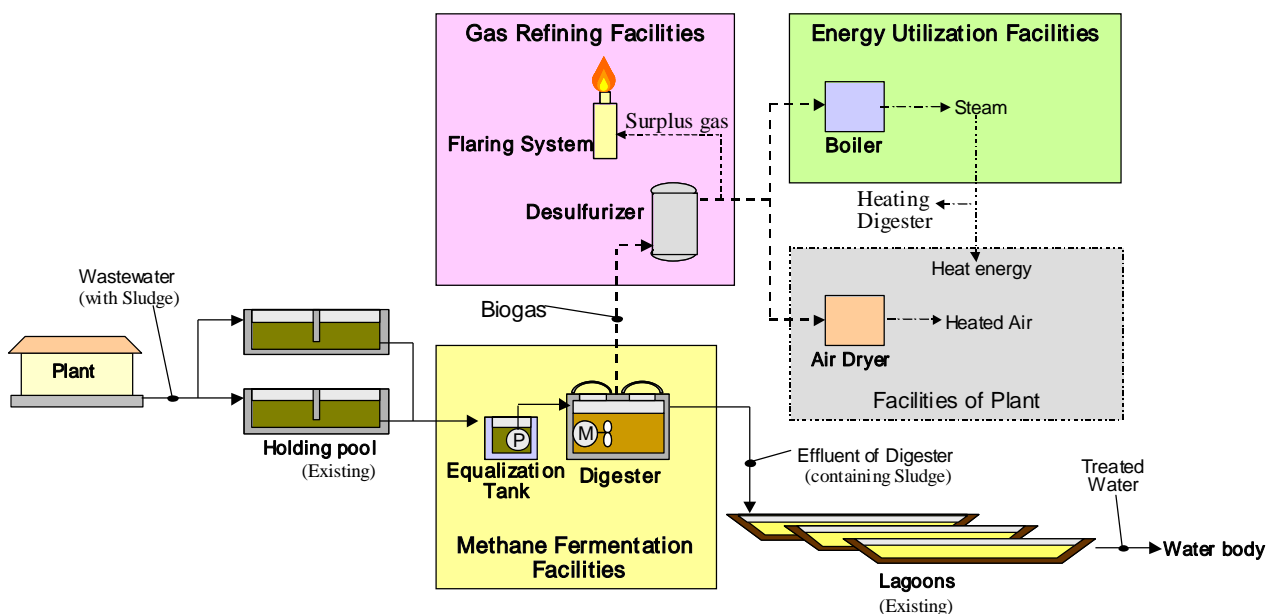 Gas Refining Facilities
Flaring System
Surplus gas
Desulfurizer
Energy Utilization Facilities
Boiler
Steam
Heating
Digester
Heat energy
Heated Air
Air Dryer
Facilities of Plant
Wastewater
(with Sludge)
Plant
Holding pool
(Existing)
Biogas
P
M
Equalization
Tank
Digester
Methane Fermentation
Facilities
Effluent of Digester
(containing Sludge)
Treated
Water
Water body
Lagoons
(Existing)